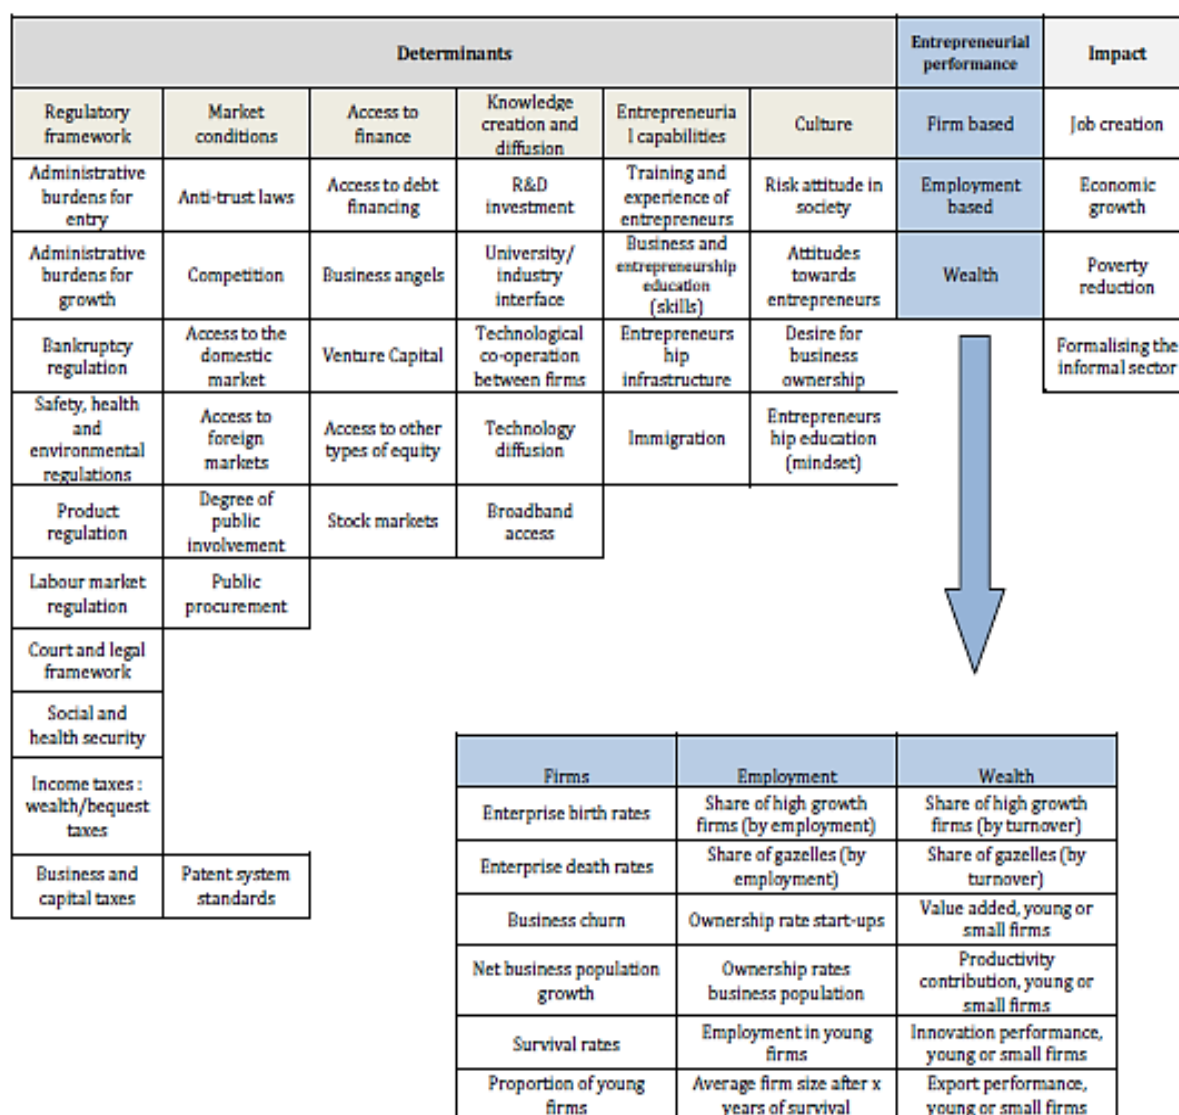 Determinants
Entrepreneurial
performance
Impact
Regulatory
framework
Market
conditions
Access to
finance
Knowledge
creation and
diffusion
Entrepreneuria
l capabilities
Culture
Firm based
Job creation
Administrative
burdens for
entry
Anti-trust laws
Access to debt
financing
R&D
investment
Training and
experience of
entrepreneurs
Risk attitude in
society
Employment
based
Economic
growth
Administrative
burdens for
growth
Competition
Business angels
University/
industry
interface
Business and
entrepreneurship
education
(skills)
Attitudes
towards
entrepreneurs
Wealth
Poverty
reduction
Bankruptcy
regulation
Access to the
domestic
market
Venture Capital
Technological
co-operation
between firms
Entrepreneurs
hip
infrastructure
Desire for
business
ownership
Formalising the
informal sector
Safety, health
and
environmental
regulations
Access to
foreign
markets
Access to other
types of equity
Technology
diffusion
Immigration
Entrepreneurs
hip education
(mindset)
Product
regulation
Degree of
public
involvement
Stock markets
Broadband
access
Labour market
regulation
Public
procurement
Court and legal
framework
Social and
health security
Income taxes :
wealth/bequest
taxes
Business and
capital taxes
Patent system
standards
Firms
Employment
Wealth
Enterprise birth rates
Share of high growth
firms (by employment)
Share of high growth
firms (by turnover)
Enterprise death rates
Share of gazelles (by
employment)
Share of gazelles (by
turnover)
Business churn
Ownership rate start-ups
Value added, young or
small firms
Net business population
growth
Ownership rates
business population
Productivity
contribution, young or
small firms
Survival rates
Employment in young
firms
Innovation performance,
young or small firms
Proportion of young
firms
Average firm size after x
years of survival
Export performance,
young or small firms